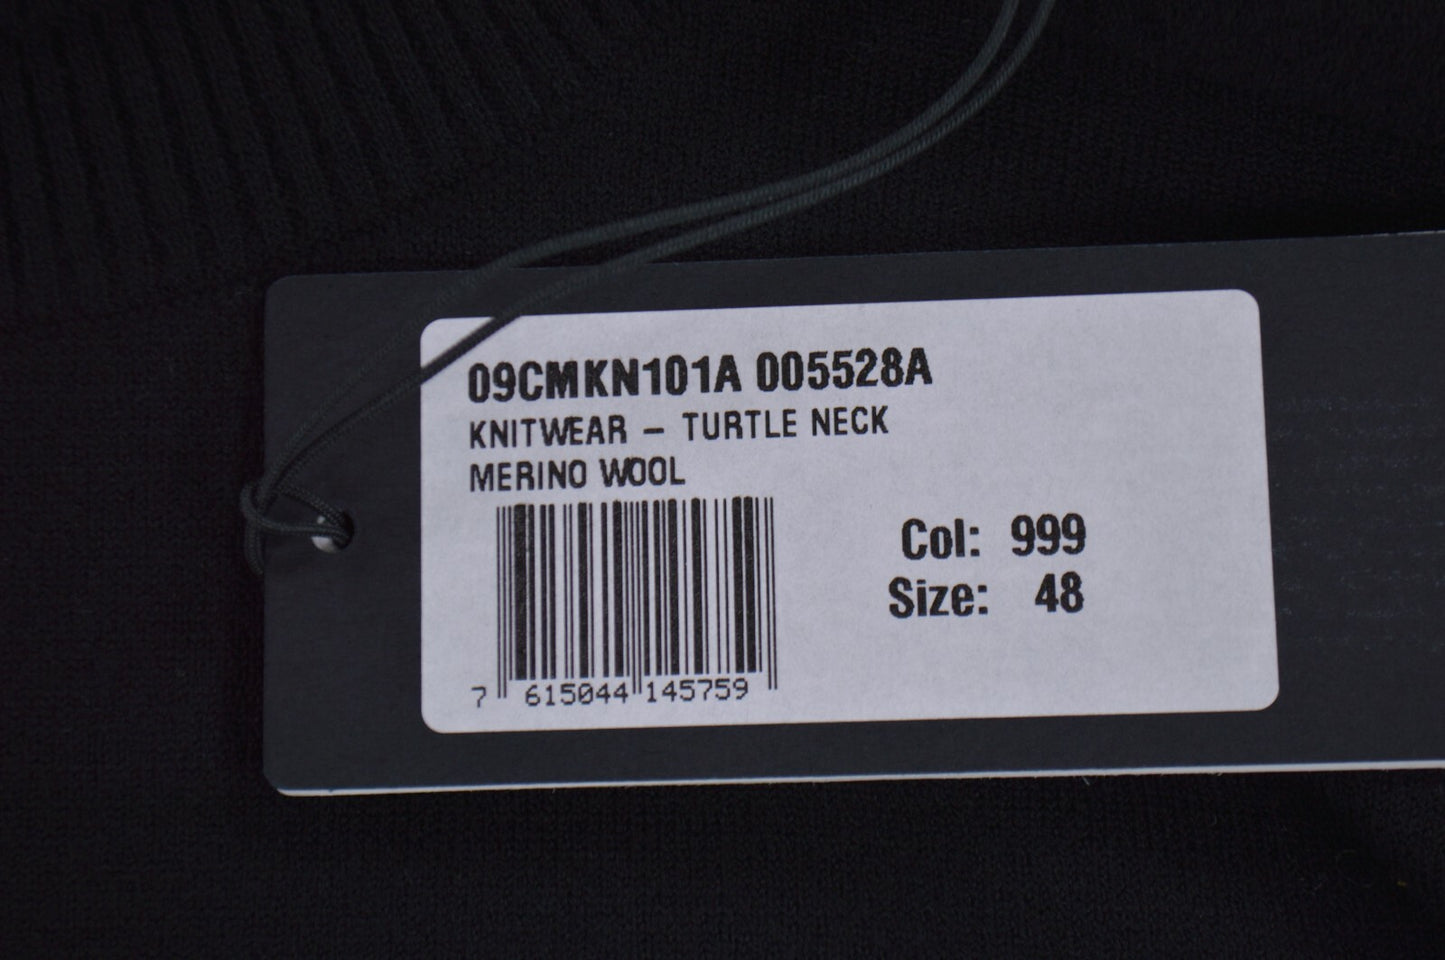 09CMKN101A 005528A
KNITWEAR – TURTLE NECK
MERINO WOOL
Col: 999
Size: 48
7 615044 145759